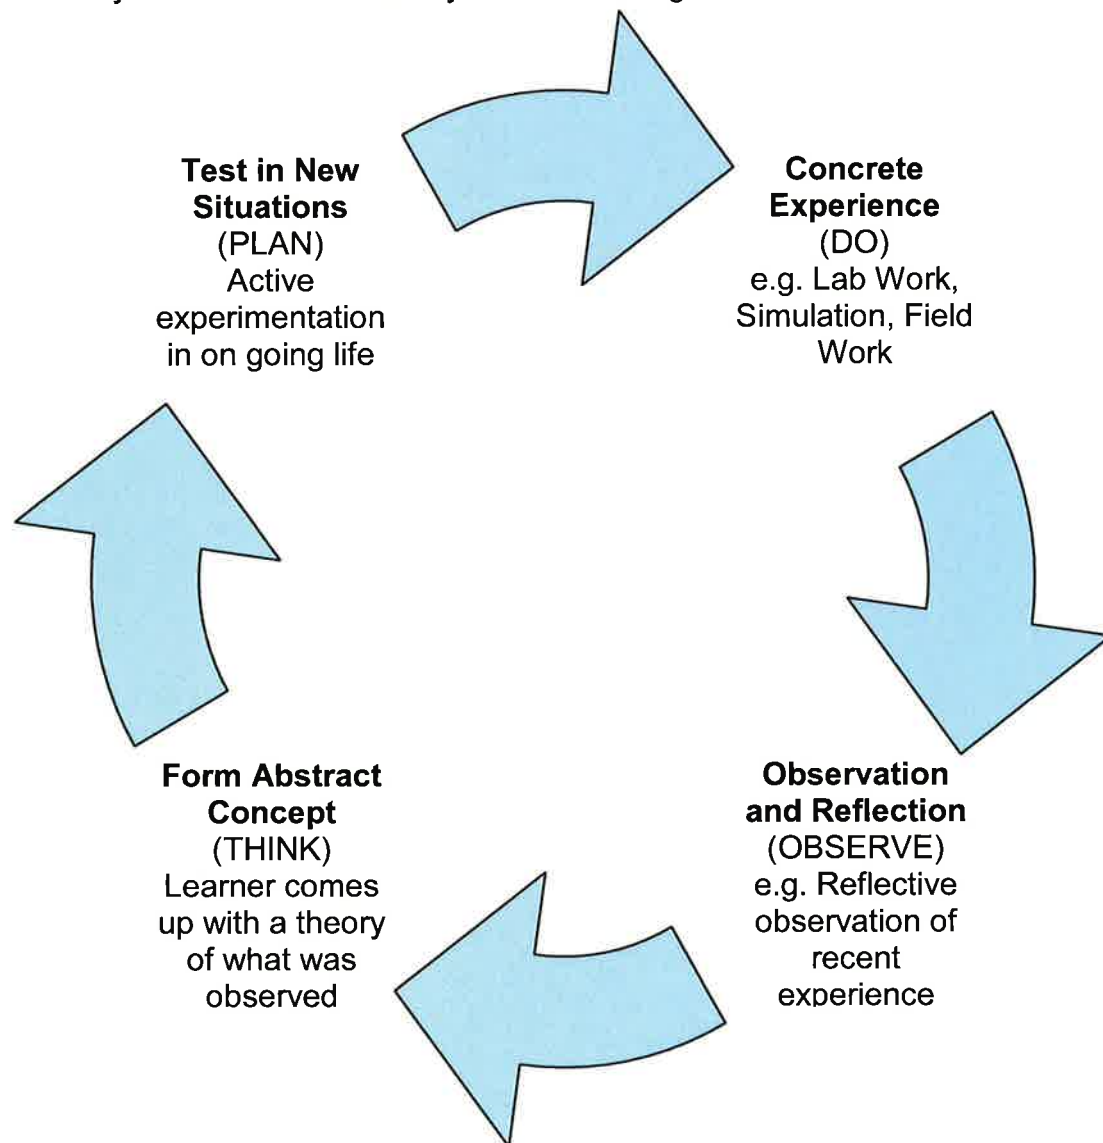 Test in New
Situations
(PLAN)
Active
experimentation
in on going life
Concrete
Experience
(DO)
e.g. Lab Work,
Simulation, Field
Work
Observation
and Reflection
(OBSERVE)
e.g. Reflective
observation of
recent
experience
Form Abstract
Concept
(THINK)
Learner comes
up with a theory
of what was
observed